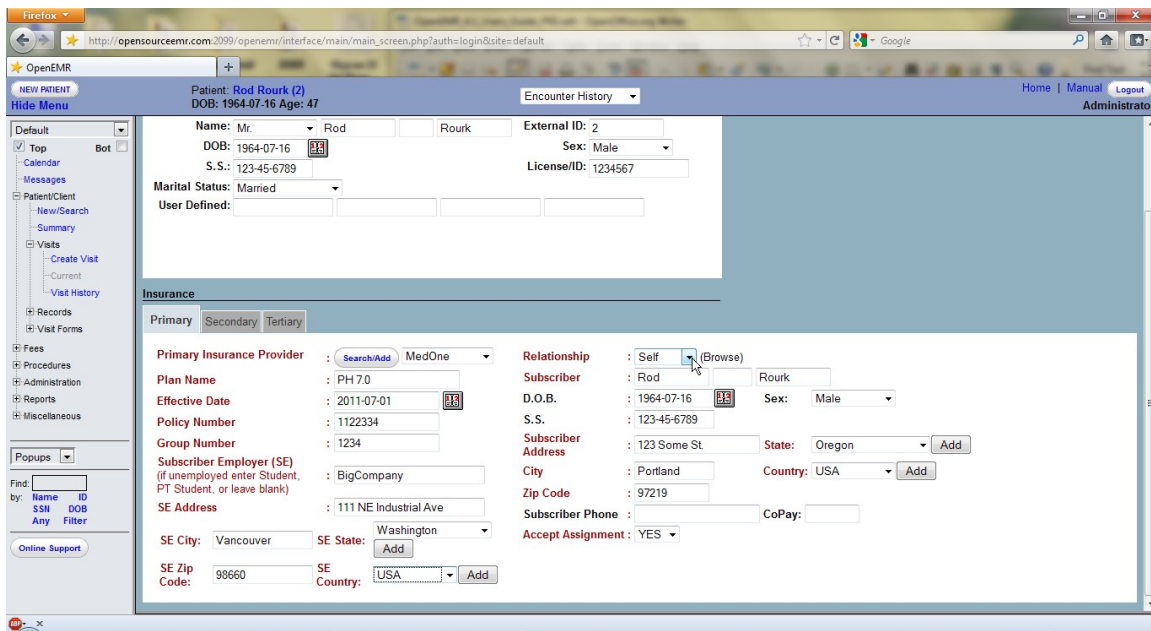 Firefox
http://opensourceemr.com:2099/openemr/interface/main/main_screen.php?auth=login&site=default
Google
OpenEMR
+
NEW PATIENT
Hide Menu
Patient: Rod Rourk (2)
DOB: 1964-07-16 Age: 47
Encounter History
Home | Manual Logout
Administrato
Default
Top Bot
Calendar
Messages
Patient/Client
New/Search
Summary
Visits
Create Visit
Current
Visit History
Records
Visit Forms
Fees
Procedures
Administration
Reports
Miscellaneous
Popups
Find:
by: Name ID
SSN DOB
Any Filter
Online Support
Name: Mr. Rod Rourk External ID: 2
DOB: 1964-07-16 Sex: Male
S.S.: 123-45-6789 License/ID: 1234567
Marital Status: Married
User Defined:
Insurance
Primary Secondary Tertiary
Primary Insurance Provider : Search/Add MedOne
Plan Name : PH 7.0
Effective Date : 2011-07-01
Policy Number : 1122334
Group Number : 1234
Subscriber Employer (SE)
(if unemployed enter Student,
PT Student, or leave blank) : BigCompany
SE Address : 111 NE Industrial Ave
SE City: Vancouver SE State: Washington
Add
SE Zip Code: 98660 SE Country: USA Add
Relationship : Self (Browse)
Subscriber : Rod Rourk
D.O.B. : 1964-07-16 Sex: Male
S.S. : 123-45-6789
Subscriber Address : 123 Some St. State: Oregon Add
City : Portland Country: USA Add
Zip Code : 97219
Subscriber Phone : CoPay:
Accept Assignment : YES
ABP